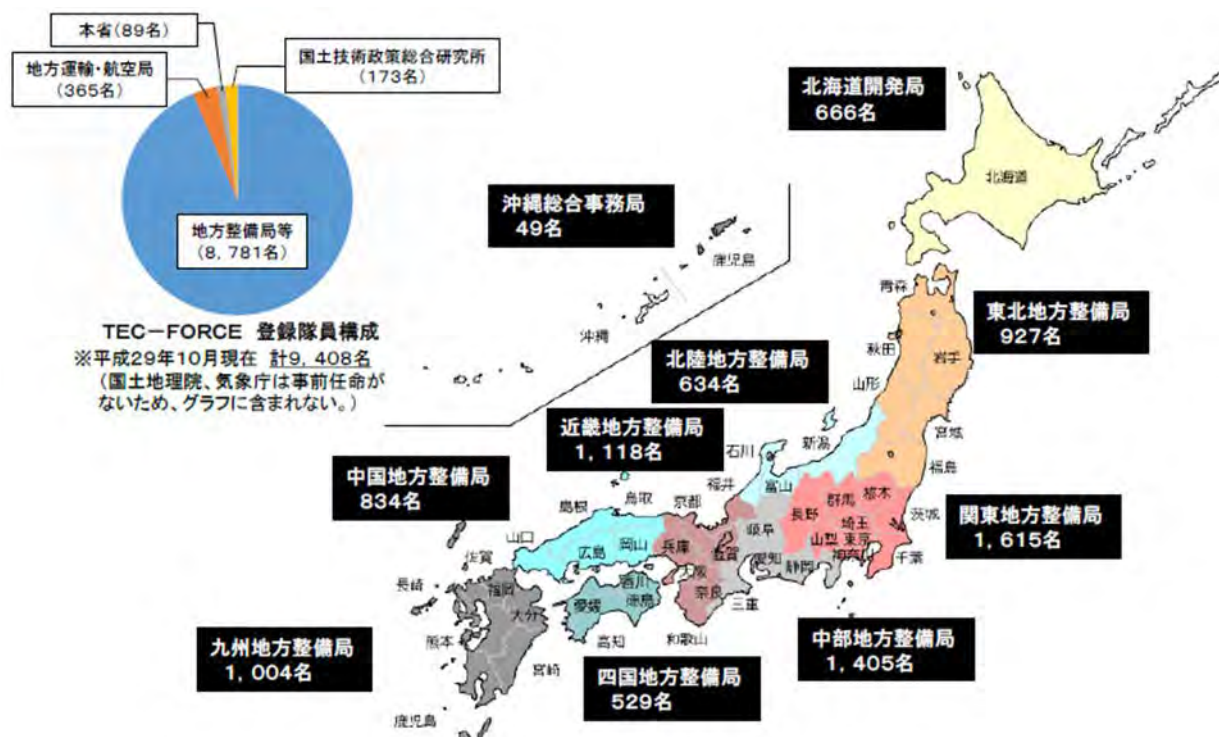 本省(89名)
地方運輸・航空局
(365名)
国土技術政策総合研究所
(173名)
地方整備局等
(8,781名)
TEC-FORCE 登録隊員構成
※平成29年10月現在 計9,408名
(国土地理院、気象庁は事前任命が
ないため、グラフに含まれない。)
北海道開発局
666名
北海道
沖縄総合事務局
49名
鹿児島
沖縄
青森
秋田
岩手
東北地方整備局
927名
北陸地方整備局
634名
山形
宮城
近畿地方整備局
1,118名
石川
新潟
福島
中国地方整備局
834名
福井
富山
群馬
栃木
茨城
関東地方整備局
1,615名
島根
鳥取
京都
長野
埼玉
岐阜
山梨
東京
神奈川
千葉
山口
広島
岡山
兵庫
滋賀
愛知
静岡
佐賀
大阪
香川
奈良
三重
長崎
福岡
愛媛
徳島
大分
高知
和歌山
熊本
宮崎
中部地方整備局
1,405名
九州地方整備局
1,004名
四国地方整備局
529名
鹿児島